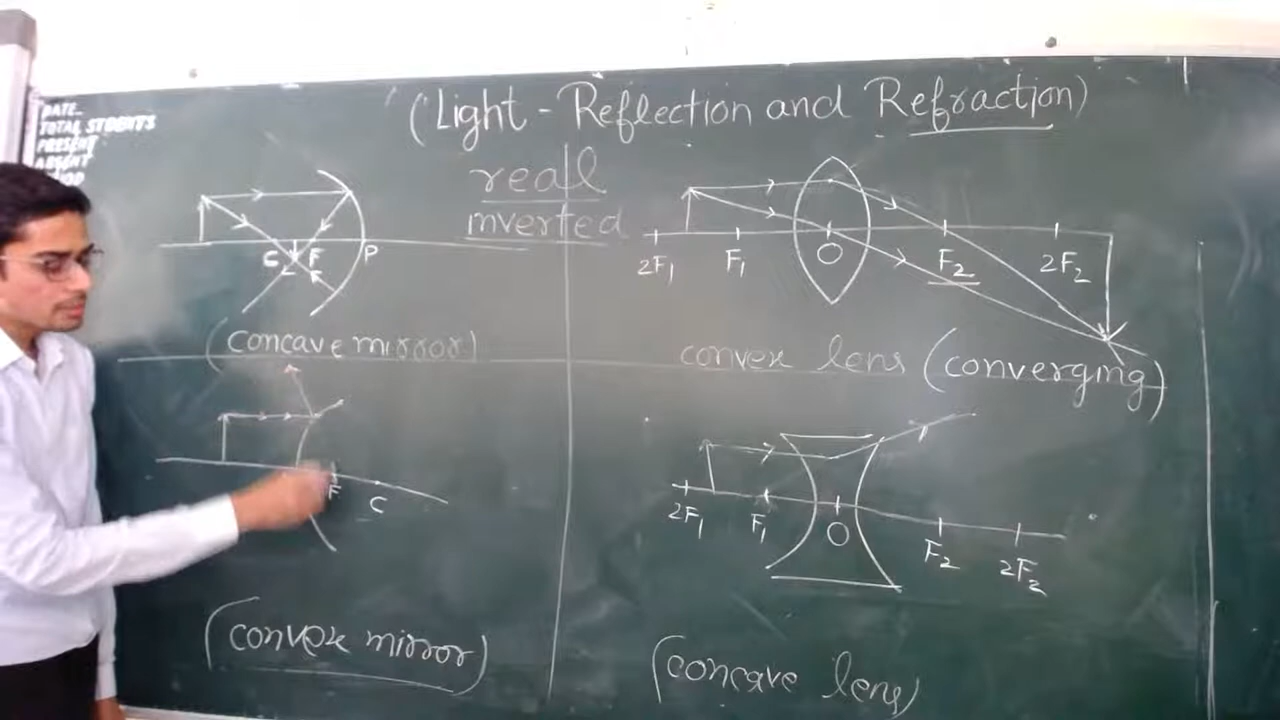 DATE
TOTAL STUDENTS
PRESENT
ABSENT
(Light - Reflection and Refraction)
real
inverted
C F P
(concave mirror)
2F1 F1 O F2 2F2
convex lens (converging)
F C
(convex mirror)
2F1 F1 O F2 2F2
(concave lens)